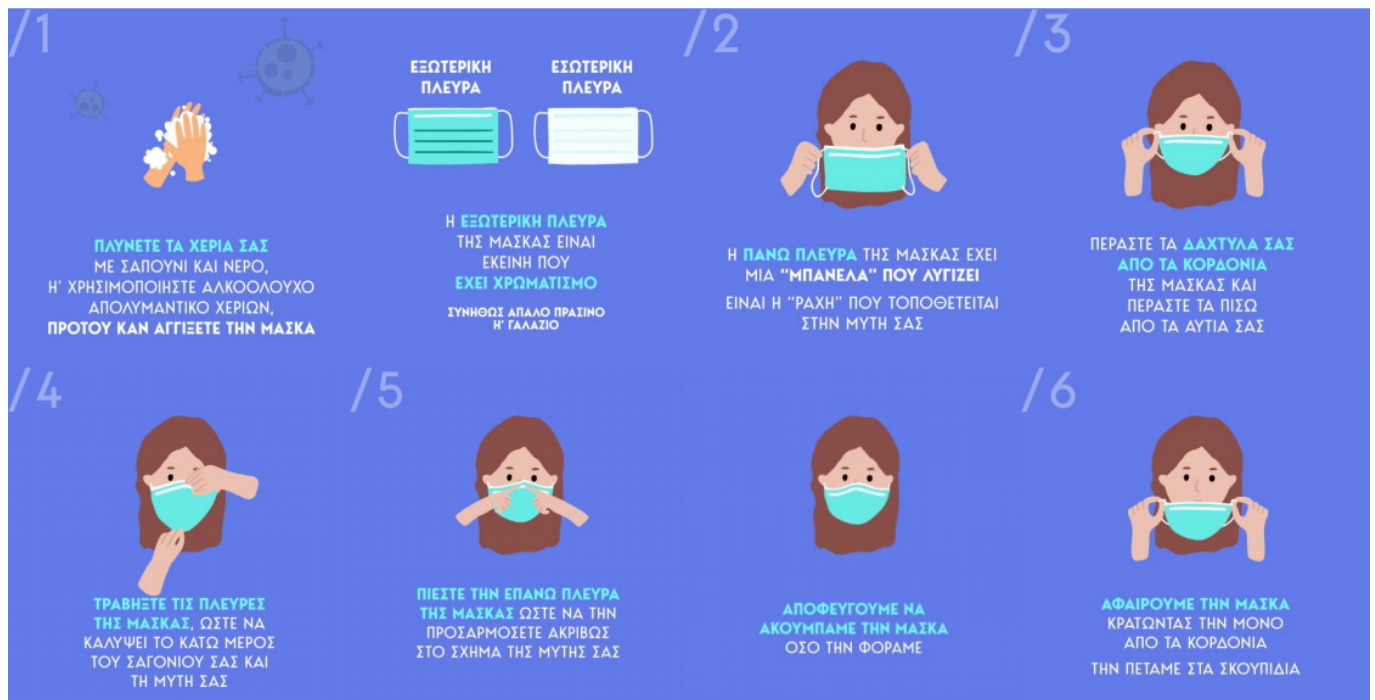 /1
ΠΛΥΝΕΤΕ ΤΑ ΧΕΡΙΑ ΣΑΣ
ΜΕ ΣΑΠΟΥΝΙ ΚΑΙ ΝΕΡΟ,
Η' ΧΡΗΣΙΜΟΠΟΙΗΣΤΕ ΑΛΚΟΟΛΟΥΧΟ
ΑΠΟΛΥΜΑΝΤΙΚΟ ΧΕΡΙΩΝ,
ΠΡΟΤΟΥ ΚΑΝ ΑΓΓΙΞΕΤΕ ΤΗΝ ΜΑΣΚΑ
ΕΞΩΤΕΡΙΚΗ
ΠΛΕΥΡΑ
ΕΣΩΤΕΡΙΚΗ
ΠΛΕΥΡΑ
Η ΕΞΩΤΕΡΙΚΗ ΠΛΕΥΡΑ
ΤΗΣ ΜΑΣΚΑΣ ΕΙΝΑΙ
ΕΚΕΙΝΗ ΠΟΥ
ΕΧΕΙ ΧΡΩΜΑΤΙΣΜΟ
ΣΥΝΗΘΩΣ ΑΠΑΛΟ ΠΡΑΣΙΝΟ
Η' ΓΑΛΑΖΙΟ
/2
Η ΠΑΝΩ ΠΛΕΥΡΑ ΤΗΣ ΜΑΣΚΑΣ ΕΧΕΙ
ΜΙΑ "ΜΠΑΝΕΛΑ" ΠΟΥ ΛΥΓΙΖΕΙ
ΕΙΝΑΙ Η "ΡΑΧΗ" ΠΟΥ ΤΟΠΟΘΕΤΕΙΤΑΙ
ΣΤΗΝ ΜΥΤΗ ΣΑΣ
/3
ΠΕΡΑΣΤΕ ΤΑ ΔΑΧΤΥΛΑ ΣΑΣ
ΑΠΟ ΤΑ ΚΟΡΔΟΝΙΑ
ΤΗΣ ΜΑΣΚΑΣ ΚΑΙ
ΠΕΡΑΣΤΕ ΤΑ ΠΙΣΩ
ΑΠΟ ΤΑ ΑΥΤΙΑ ΣΑΣ
/4
ΤΡΑΒΗΞΤΕ ΤΙΣ ΠΛΕΥΡΕΣ
ΤΗΣ ΜΑΣΚΑΣ, ΩΣΤΕ ΝΑ
ΚΑΛΥΨΕΙ ΤΟ ΚΑΤΩ ΜΕΡΟΣ
ΤΟΥ ΣΑΓΟΝΙΟΥ ΣΑΣ ΚΑΙ
ΤΗ ΜΥΤΗ ΣΑΣ
/5
ΠΙΕΣΤΕ ΤΗΝ ΕΠΑΝΩ ΠΛΕΥΡΑ
ΤΗΣ ΜΑΣΚΑΣ ΩΣΤΕ ΝΑ ΤΗΝ
ΠΡΟΣΑΡΜΟΣΕΤΕ ΑΚΡΙΒΩΣ
ΣΤΟ ΣΧΗΜΑ ΤΗΣ ΜΥΤΗΣ ΣΑΣ
ΑΠΟΦΕΥΓΟΥΜΕ ΝΑ
ΑΚΟΥΜΠΑΜΕ ΤΗΝ ΜΑΣΚΑ
ΟΣΟ ΤΗΝ ΦΟΡΑΜΕ
/6
ΑΦΑΙΡΟΥΜΕ ΤΗΝ ΜΑΣΚΑ
ΚΡΑΤΩΝΤΑΣ ΤΗΝ ΜΟΝΟ
ΑΠΟ ΤΑ ΚΟΡΔΟΝΙΑ
ΤΗΝ ΠΕΤΑΜΕ ΣΤΑ ΣΚΟΥΠΙΔΙΑ